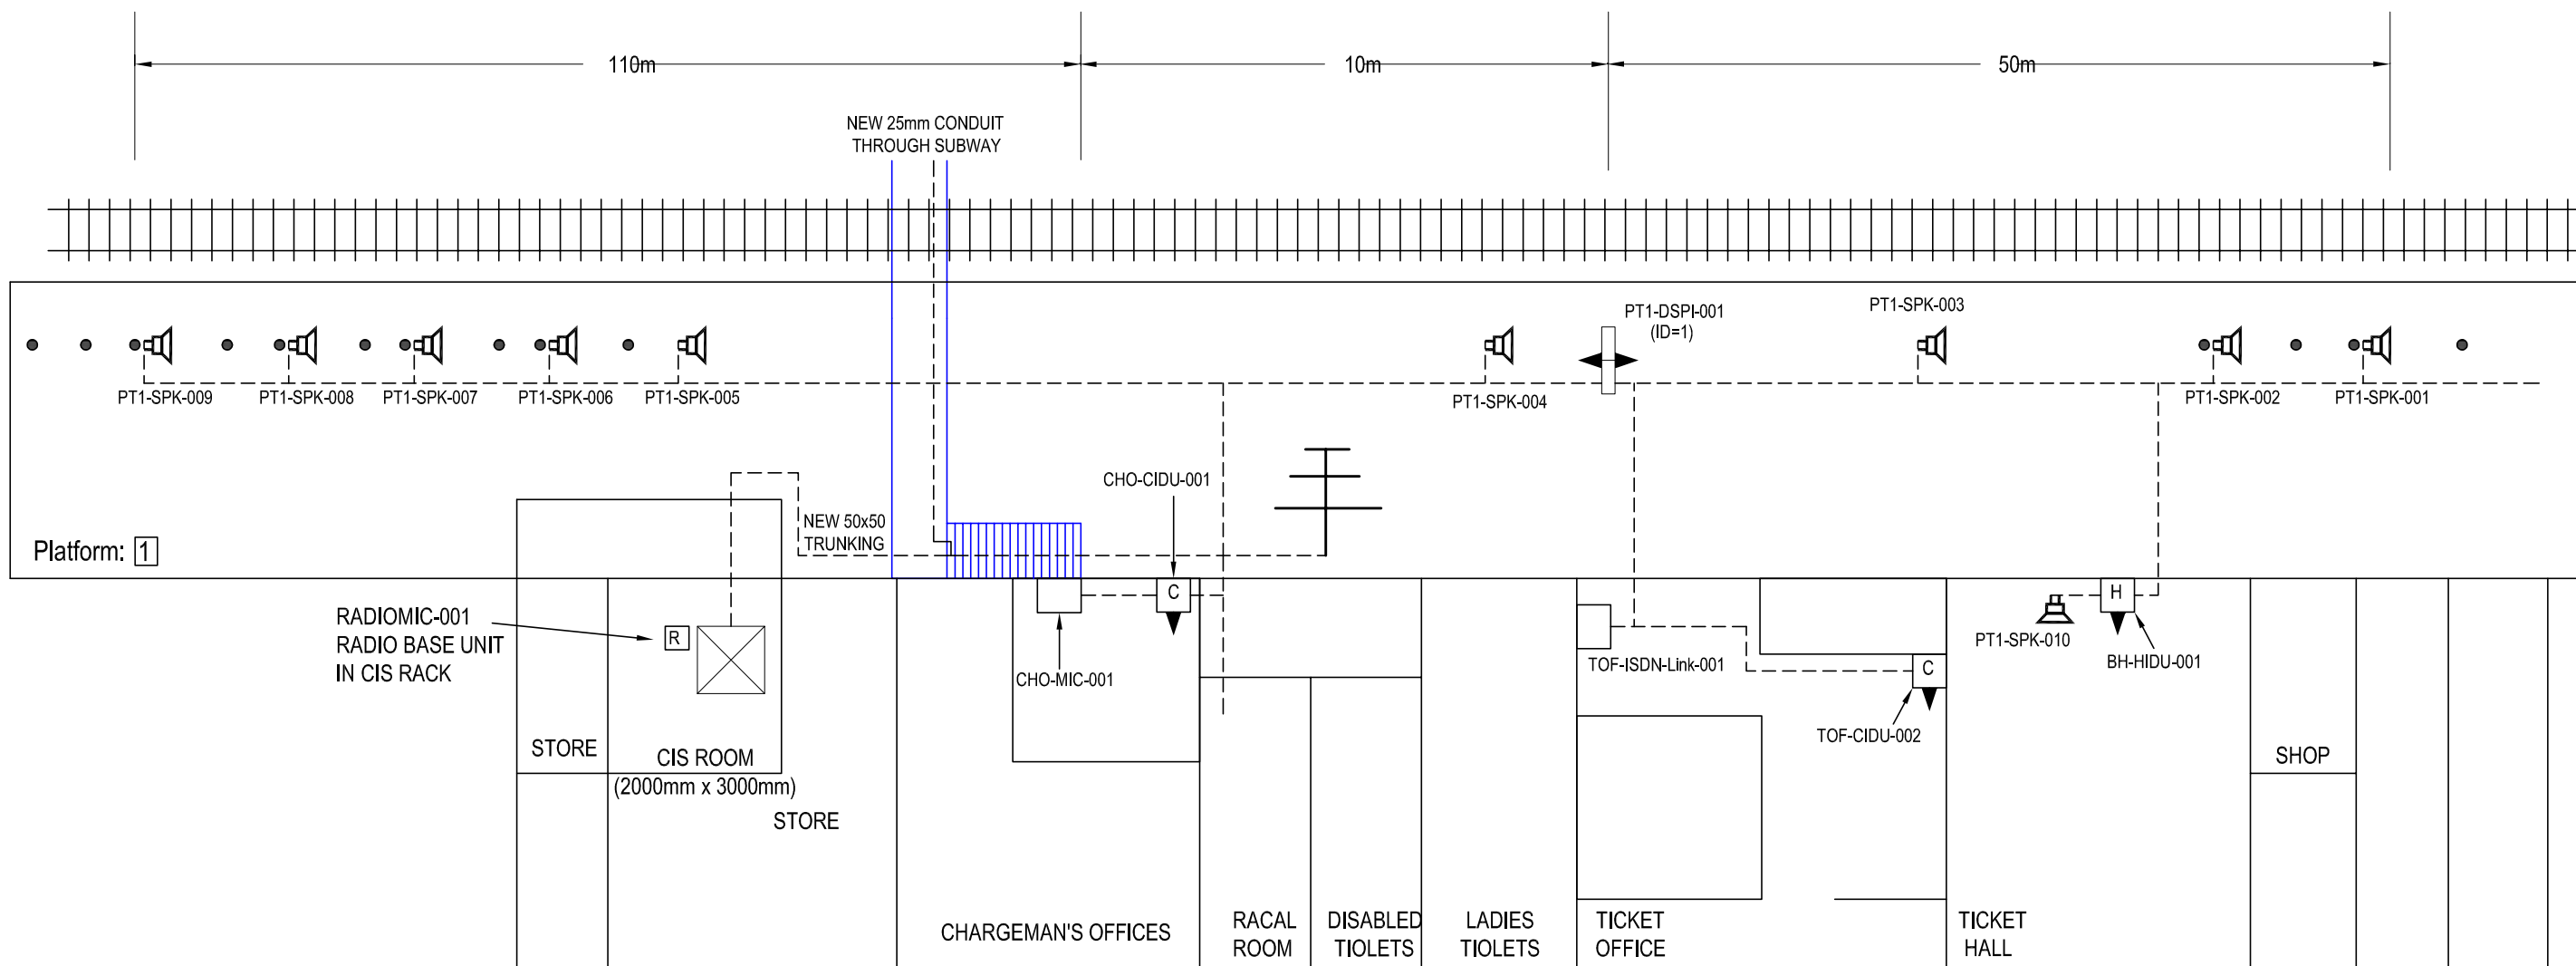 110m
10m
50m
NEW 25mm CONDUIT
THROUGH SUBWAY
PT1-SPK-009
PT1-SPK-008
PT1-SPK-007
PT1-SPK-006
PT1-SPK-005
PT1-SPK-004
PT1-DSPI-001
(ID=1)
PT1-SPK-003
PT1-SPK-002
PT1-SPK-001
CHO-CIDU-001
NEW 50x50
TRUNKING
Platform: 1
RADIOMIC-001
RADIO BASE UNIT
IN CIS RACK
R
C
CHO-MIC-001
TOF-ISDN-Link-001
C
TOF-CIDU-002
PT1-SPK-010
H
BH-HIDU-001
STORE
CIS ROOM
(2000mm x 3000mm)
STORE
SHOP
CHARGEMAN'S OFFICES
RACAL
ROOM
DISABLED
TIOLETS
LADIES
TIOLETS
TICKET
OFFICE
TICKET
HALL